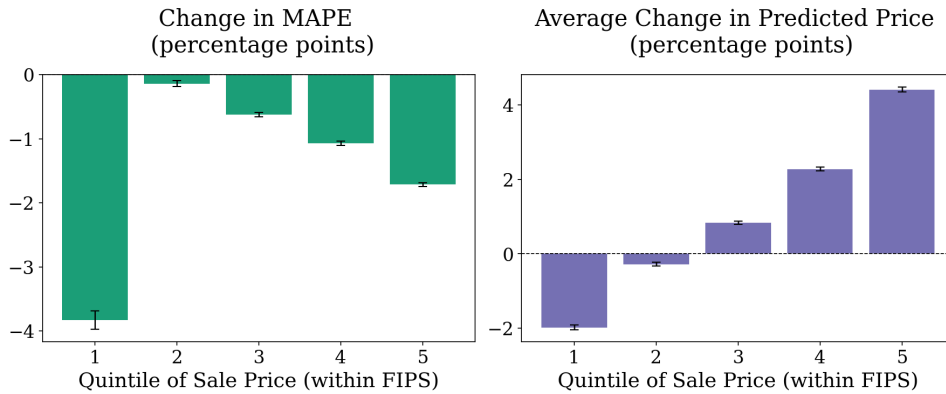 Change in MAPE
(percentage points)
0
−1
−2
−3
−4
1 2 3 4 5
Quintile of Sale Price (within FIPS)
Average Change in Predicted Price
(percentage points)
4
2
0
−2
1 2 3 4 5
Quintile of Sale Price (within FIPS)